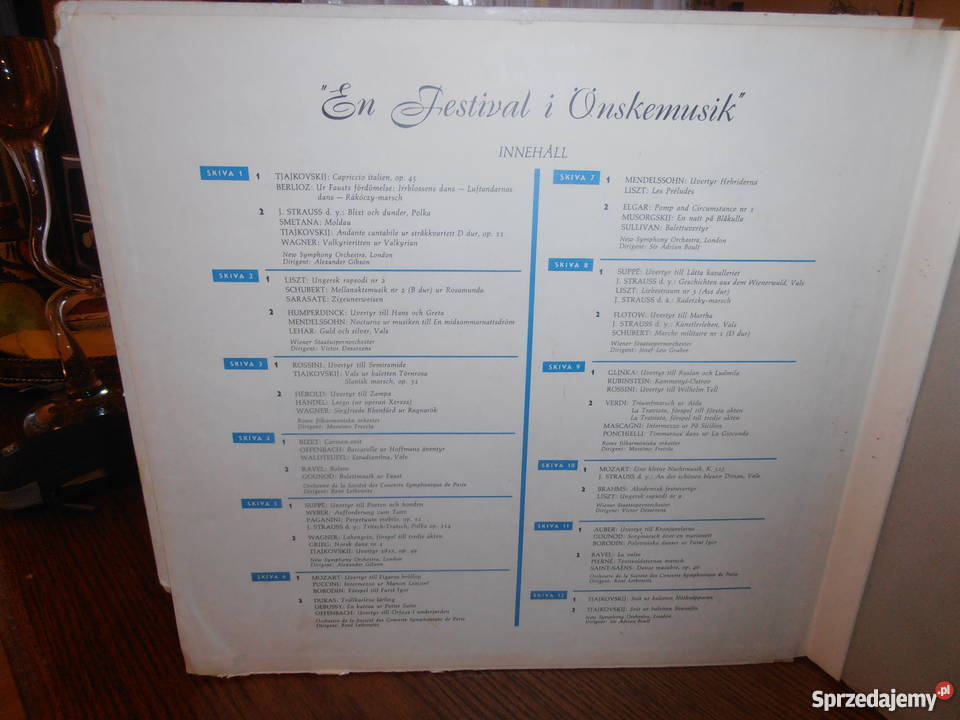 "En Festival i Önskemusik"
INNEHÅLL
SKIVA 1
1 TJAJKOVSKIJ: Capriccio italien, op. 45
BERLIOZ: Ur Fausts fördömelse: Irrblossens dans — Luftandarnas
dans — Rákóczy-marsch
2 J. STRAUSS d. y.: Blixt och dunder, Polka
SMETANA: Moldau
TJAJKOVSKIJ: Andante cantabile ur stråkkvartett D dur, op. 11
WAGNER: Valkyrieritten ur Valkyrian
New Symphony Orchestra, London
Dirigent: Alexander Gibson
SKIVA 2
1 LISZT: Ungersk rapsodi nr 2
SCHUBERT: Mellanaktsmusik nr 2 (B dur) ur Rosamunda
SARASATE: Zigeunerweisen
2 HUMPERDINCK: Uvertyr till Hans och Greta
MENDELSSOHN: Nocturne ur musiken till En midsommarnattsdröm
LEHAR: Guld och silver, Vals
Wiener Staatsopernorchester
Dirigent: Victor Desarzens
SKIVA 3
1 ROSSINI: Uvertyr till Semiramide
TJAJKOVSKIJ: Vals ur baletten Törnrosa
Slavisk marsch, op. 31
2 HÉROLD: Uvertyr till Zampa
HÄNDEL: Largo (ur operan Xerxes)
WAGNER: Siegfrieds Rhenfärd ur Ragnarök
Roms filharmoniska orkester
Dirigent: Massimo Freccia
SKIVA 4
1 BIZET: Carmen-svit
OFFENBACH: Barcarolle ur Hoffmans äventyr
WALDTEUFEL: Estudiantina, Vals
2 RAVEL: Bolero
GOUNOD: Balettmusik ur Faust
Orchestre de la Société des Concerts Symphonique de Paris
Dirigent: René Leibowitz
SKIVA 5
1 SUPPÉ: Uvertyr till Poeten och bonden
WEBER: Aufforderung zum Tanz
PAGANINI: Perpetuum mobile, op. 11
J. STRAUSS d. y.: Tritsch-Tratsch, Polka op. 214
2 WAGNER: Lohengrin, förspel till tredje akten
GRIEG: Norsk dans nr 2
TJAJKOVSKIJ: Uvertyr 1812, op. 49
New Symphony Orchestra, London
Dirigent: Alexander Gibson
SKIVA 6
1 MOZART: Uvertyr till Figaros bröllop
PUCCINI: Intermezzo ur Manon Lescaut
BORODIN: Förspel till Furst Igor
2 DUKAS: Trollkarlens lärling
DEBUSSY: En bateau ur Petite Suite
OFFENBACH: Uvertyr till Orfeus i underjorden
Orchestre de la Société des Concerts Symphonique de Paris
Dirigent: René Leibowitz
SKIVA 7
1 MENDELSSOHN: Uvertyr Hebriderna
LISZT: Les Préludes
2 ELGAR: Pomp and Circumstance nr 1
MUSORGSKIJ: En natt på Blåkulla
SULLIVAN: Balettuvertyr
New Symphony Orchestra, London
Dirigent: Sir Adrian Boult
SKIVA 8
1 SUPPÉ: Uvertyr till Lätta kavalleriet
J. STRAUSS d. y.: Geschichten aus dem Wienerwald, Vals
LISZT: Liebestraum nr 3 (Ass dur)
J. STRAUSS d. ä.: Radetzky-marsch
2 FLOTOW: Uvertyr till Martha
J. STRAUSS d. y.: Künstlerleben, Vals
SCHUBERT: Marche militaire nr 1 (D dur)
Wiener Staatsopernorchester
Dirigent: Josef Leo Gruber
SKIVA 9
1 GLINKA: Uvertyr till Ruslan och Ludmila
RUBINSTEIN: Kammenyi-Ostrov
ROSSINI: Uvertyr till Wilhelm Tell
2 VERDI: Triumfmarsch ur Aida
La Traviata, förspel till första akten
La Traviata, förspel till tredje akten
MASCAGNI: Intermezzo ur På Sicilien
PONCHIELLI: Timmarnas dans ur La Gioconda
Roms filharmoniska orkester
Dirigent: Massimo Freccia
SKIVA 10
1 MOZART: Eine kleine Nachtmusik, K. 525
J. STRAUSS d. y.: An der schönen blauen Donau, Vals
2 BRAHMS: Akademisk festuvertyr
LISZT: Ungersk rapsodi nr 9
Wiener Staatsopernorchester
Dirigent: Victor Desarzens
SKIVA 11
1 AUBER: Uvertyr till Kronjuvelerna
GOUNOD: Sorgmarsch över en marionett
BORODIN: Polovtsiska danser ur Furst Igor
2 RAVEL: La valse
PIERNÉ: Tennsoldaternas marsch
SAINT-SAËNS: Danse macabre, op. 40
Orchestre de la Société des Concerts Symphonique de Paris
Dirigent: René Leibowitz
SKIVA 12
1 TJAJKOVSKIJ: Svit ur baletten Nötknäpparen
2 TJAJKOVSKIJ: Svit ur baletten Svansjön
New Symphony Orchestra, London
Dirigent: Sir Adrian Boult
Sprzedajemy.pl